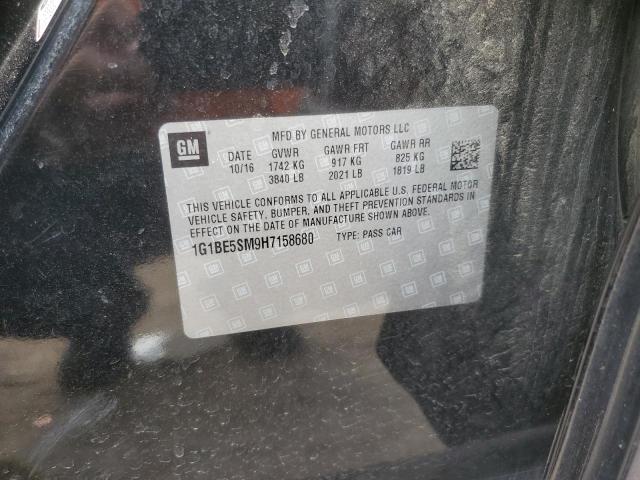 GM
MFD BY GENERAL MOTORS LLC
DATE GVWR GAWR FRT GAWR RR
10/16 1742 KG 917 KG 825 KG
3840 LB 2021 LB 1819 LB
THIS VEHICLE CONFORMS TO ALL APPLICABLE U.S. FEDERAL MOTOR
VEHICLE SAFETY, BUMPER, AND THEFT PREVENTION STANDARDS IN
EFFECT ON THE DATE OF MANUFACTURE SHOWN ABOVE.
1G1BE5SM9H7158680 TYPE: PASS CAR